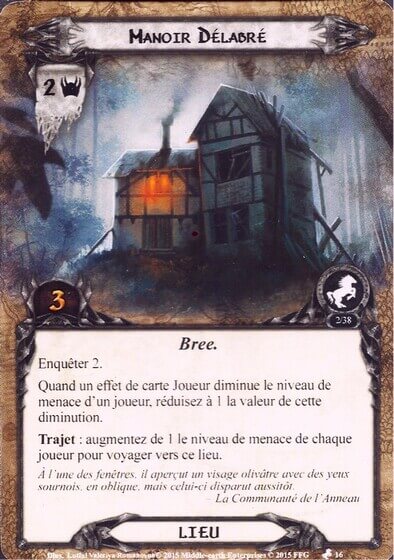 Manoir Délabré
2
3
2/38
Bree.
Enquêter 2.
Quand un effet de carte Joueur diminue le niveau de
menace d'un joueur, réduisez à 1 la valeur de cette
diminution.
Trajet : augmentez de 1 le niveau de menace de chaque
joueur pour voyager vers ce lieu.
À l'une des fenêtres, il aperçut un visage olivâtre avec des yeux
sournois, en oblique, mais celui-ci disparut aussitôt.
– La Communauté de l'Anneau
LIEU
Illus. Valeriya Romanova © 2015 Middle-earth Enterprises © 2015 FFG 16